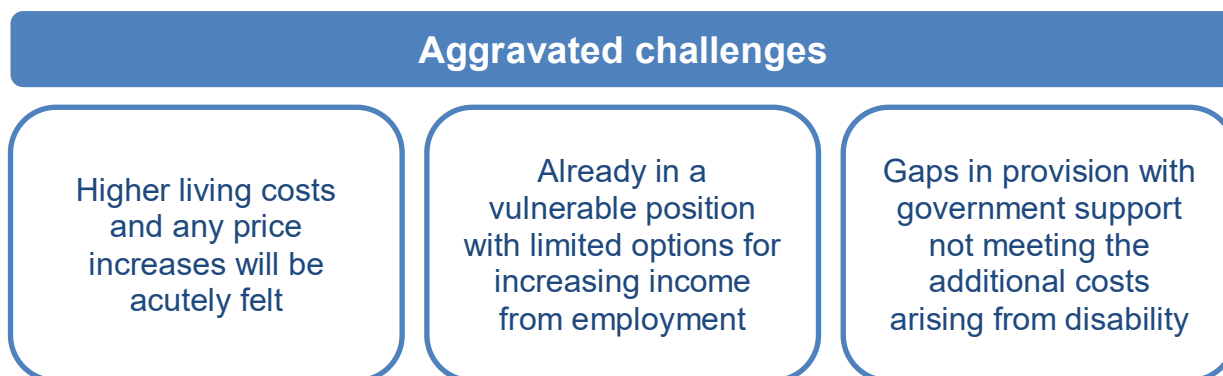 Aggravated challenges
Higher living costs
and any price
increases will be
acutely felt
Already in a
vulnerable position
with limited options for
increasing income
from employment
Gaps in provision with
government support
not meeting the
additional costs
arising from disability